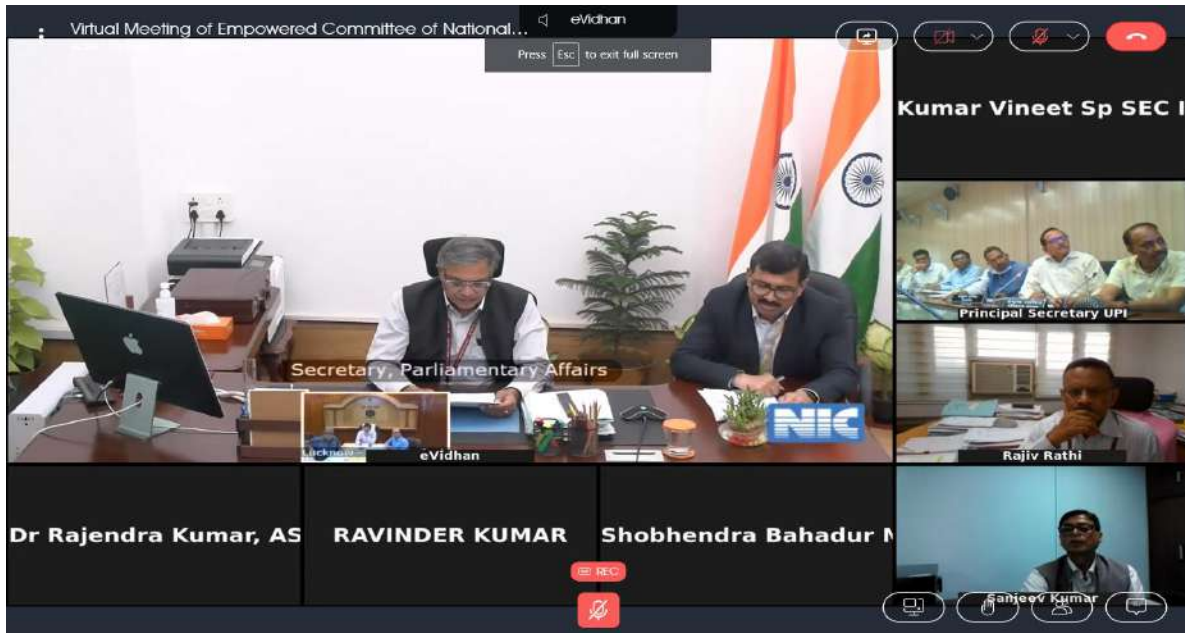 eVidhan
Virtual Meeting of Empowered Committee of National...
Press Esc to exit full screen
Kumar Vineet Sp SEC I
Principal Secretary UPI
Secretary, Parliamentary Affairs
NIC
Lucknow
eVidhan
Rajiv Rathi
Dr Rajendra Kumar, AS
RAVINDER KUMAR
Shobhendra Bahadur N
REC
Sanjeev Kumar